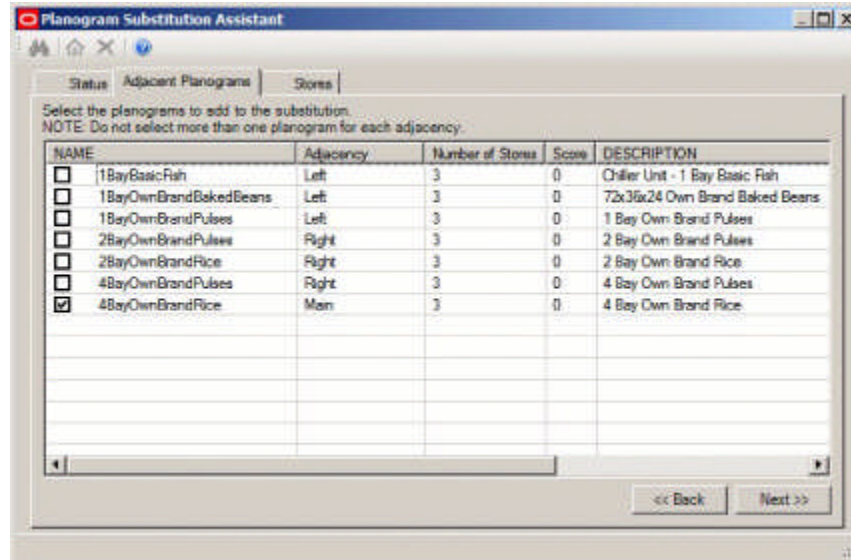 Planogram Substitution Assistant
Status Adjacent Planograms Stores
Select the planograms to add to the substitution.
NOTE: Do not select more than one planogram for each adjacency.
NAME Adjacency Number of Stores Score DESCRIPTION
1BayBasicFish Left 3 0 Chiller Unit - 1 Bay Basic Fish
1BayOwnBrandBakedBeans Left 3 0 72x36x24 Own Brand Baked Beans
1BayOwnBrandPulses Left 3 0 1 Bay Own Brand Pulses
2BayOwnBrandPulses Right 3 0 2 Bay Own Brand Pulses
2BayOwnBrandRice Right 3 0 2 Bay Own Brand Rice
4BayOwnBrandPulses Right 3 0 4 Bay Own Brand Pulses
4BayOwnBrandRice Main 3 0 4 Bay Own Brand Rice
<< Back Next >>